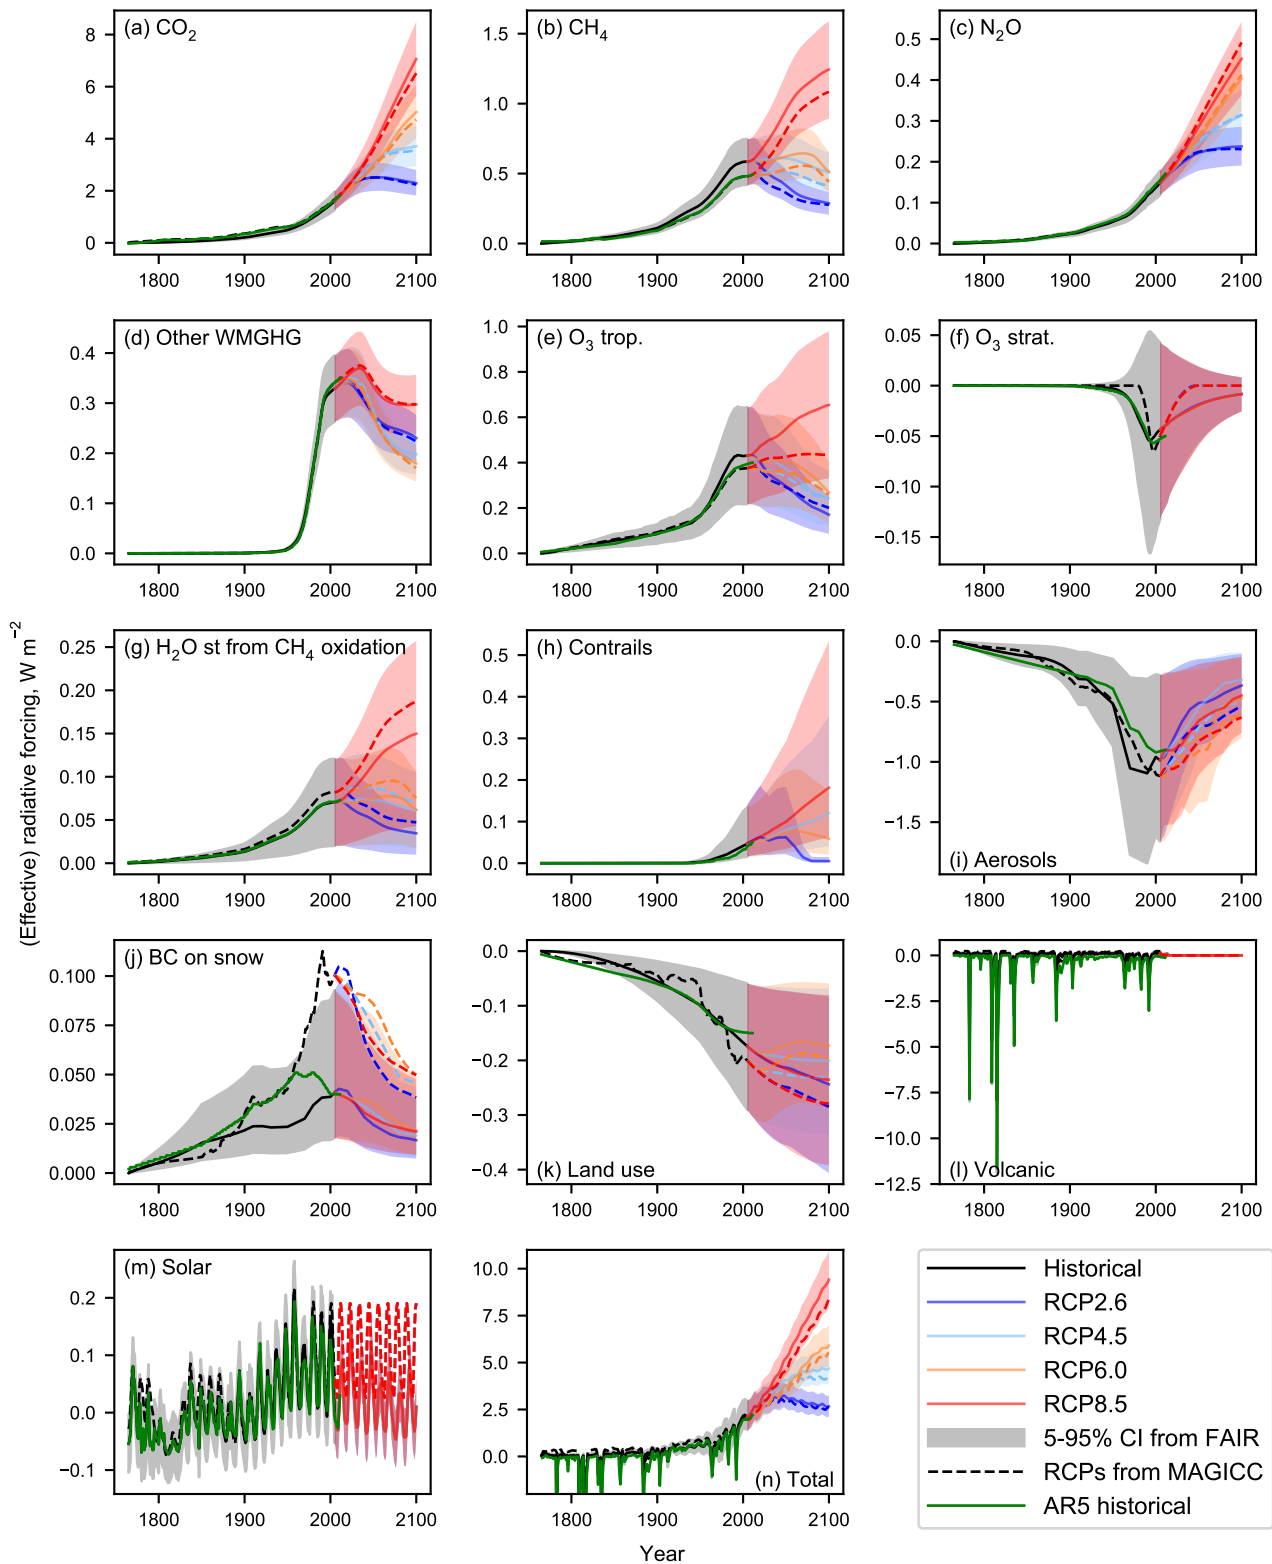 (a) CO2
8
6
4
2
0
1800 1900 2000 2100
(b) CH4
1.5
1.0
0.5
0.0
1800 1900 2000 2100
(c) N2O
0.5
0.4
0.3
0.2
0.1
0.0
1800 1900 2000 2100
(d) Other WMGHG
0.4
0.3
0.2
0.1
0.0
1800 1900 2000 2100
(e) O3 trop.
1.0
0.8
0.6
0.4
0.2
0.0
1800 1900 2000 2100
(f) O3 strat.
0.05
0.00
−0.05
−0.10
−0.15
1800 1900 2000 2100
(Effective) radiative forcing, W m−2
(g) H2O st from CH4 oxidation
0.25
0.20
0.15
0.10
0.05
0.00
1800 1900 2000 2100
(h) Contrails
0.5
0.4
0.3
0.2
0.1
0.0
1800 1900 2000 2100
0.0
−0.5
−1.0
−1.5
(i) Aerosols
1800 1900 2000 2100
(j) BC on snow
0.100
0.075
0.050
0.025
0.000
1800 1900 2000 2100
0.0
−0.1
−0.2
−0.3
−0.4
(k) Land use
1800 1900 2000 2100
0.0
−2.5
−5.0
−7.5
−10.0
−12.5
(l) Volcanic
1800 1900 2000 2100
(m) Solar
0.2
0.1
0.0
−0.1
1800 1900 2000 2100
10.0
7.5
5.0
2.5
0.0
(n) Total
1800 1900 2000 2100
Historical
RCP2.6
RCP4.5
RCP6.0
RCP8.5
5-95% CI from FAIR
RCPs from MAGICC
AR5 historical
Year